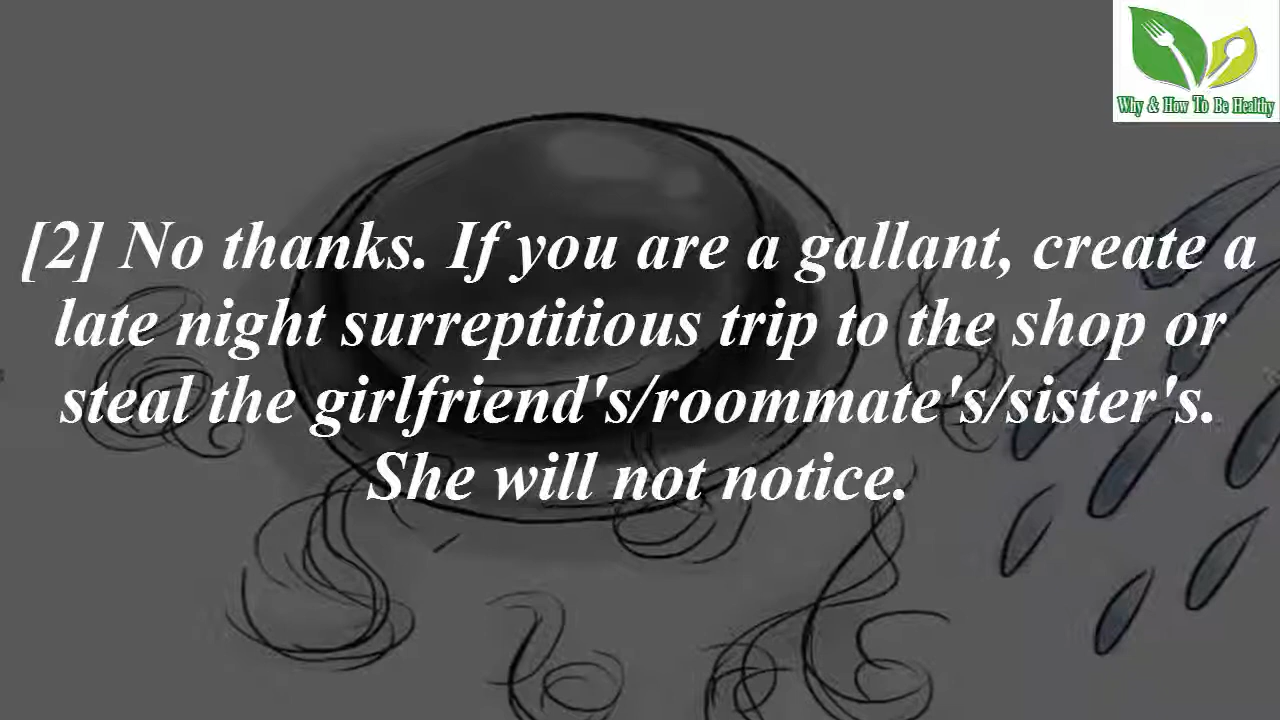 Why & How To Be Healthy
[2] No thanks. If you are a gallant, create a
late night surreptitious trip to the shop or
steal the girlfriend's/roommate's/sister's.
She will not notice.